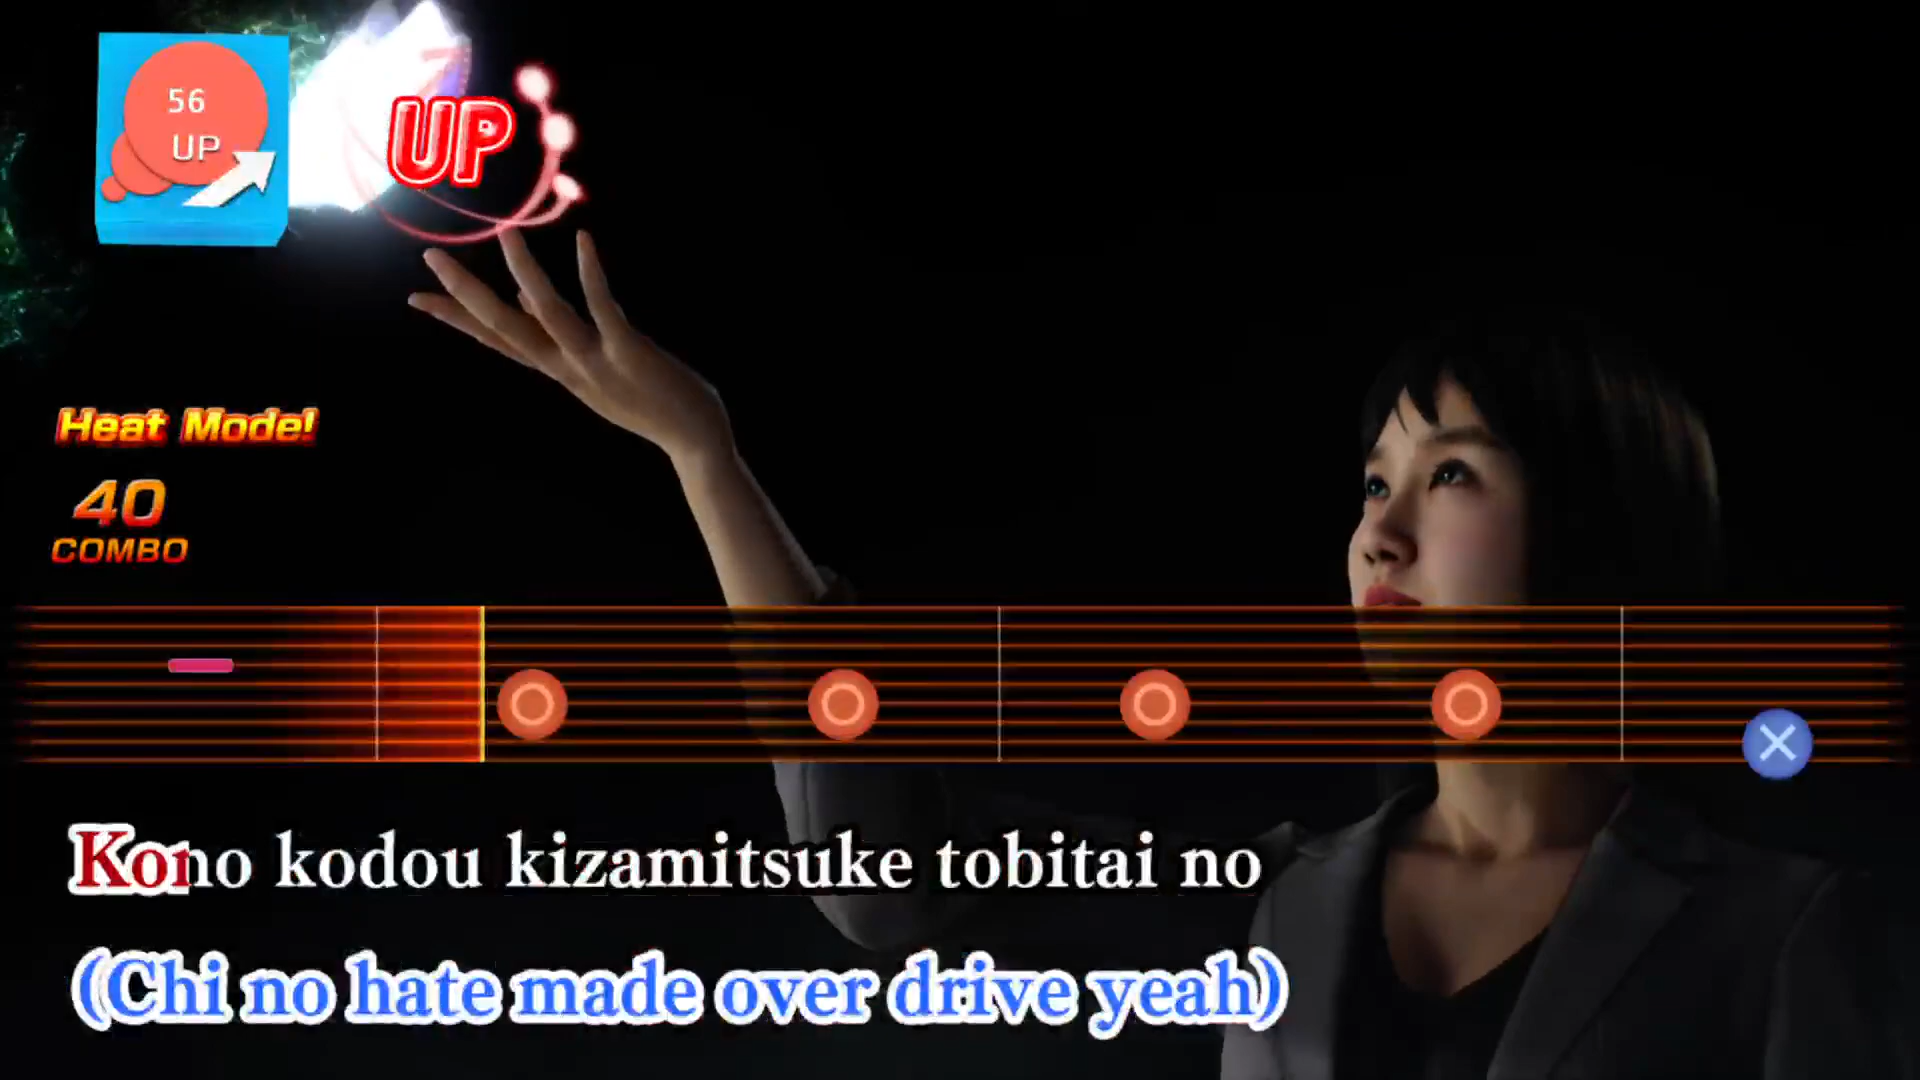 56
UP
UP
Heat Mode!
40
COMBO
Kono kodou kizamitsuke tobitai no
(Chi no hate made over drive yeah)